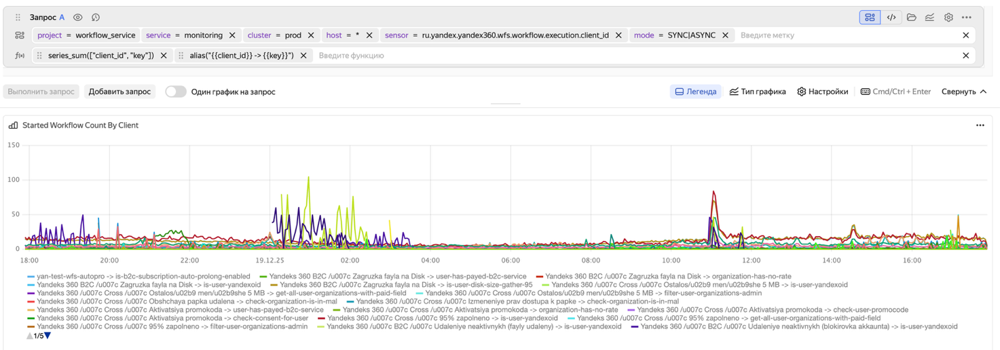 Запрос A
project = workflow_service service = monitoring cluster = prod host = * sensor = ru.yandex.yandex360.wfs.workflow.execution.client_id mode = SYNC|ASYNC Введите метку
f(x) series_sum(["client_id", "key"]) alias("{{client_id}} -> {{key}}") Введите функцию
Выполнить запрос Добавить запрос Один график на запрос Легенда Тип графика Настройки Cmd/Ctrl + Enter Свернуть
Started Workflow Count By Client
150
100
50
0
18:00 20:00 22:00 19.12.25 02:00 04:00 06:00 08:00 10:00 12:00 14:00 16:00
yan-test-wfs-autopro -> is-b2c-subscription-auto-prolong-enabled Yandeks 360 B2C /u007c Zagruzka fayla na Disk -> user-has-payed-b2c-service Yandeks 360 B2C /u007c Zagruzka fayla na Disk -> organization-has-no-rate
Yandeks 360 B2C /u007c Zagruzka fayla na Disk -> is-user-yandexoid Yandeks 360 B2C /u007c Zagruzka fayla na Disk -> is-user-disk-size-gather-95 Yandeks 360 /u007c Cross /u007c Ostalos/u02b9 men/u02b9she 5 MB -> is-user-yandexoid
Yandeks 360 /u007c Cross /u007c Ostalos/u02b9 men/u02b9she 5 MB -> get-all-user-organizations-with-paid-field Yandeks 360 /u007c Cross /u007c Ostalos/u02b9 men/u02b9she 5 MB -> filter-user-organizations-admin
Yandeks 360 /u007c Cross /u007c Obshchaya papka udalena -> check-organization-is-in-mal Yandeks 360 /u007c Cross /u007c Izmeneniye prav dostupa k papke -> check-organization-is-in-mal
Yandeks 360 /u007c Cross /u007c Aktivatsiya promokoda -> user-has-payed-b2c-service Yandeks 360 /u007c Cross /u007c Aktivatsiya promokoda -> organization-has-no-rate Yandeks 360 /u007c Cross /u007c Aktivatsiya promokoda -> check-user-promocode
Yandeks 360 /u007c Cross /u007c Aktivatsiya promokoda -> check-consent-for-user Yandeks 360 /u007c Cross /u007c 95% zapolneno -> is-user-yandexoid Yandeks 360 /u007c Cross /u007c 95% zapolneno -> get-all-user-organizations-with-paid-field
Yandeks 360 /u007c Cross /u007c 95% zapolneno -> filter-user-organizations-admin Yandeks 360 /u007c B2C /u007c Udaleniye neaktivnykh (fayly udaleny) -> is-user-yandexoid Yandeks 360 /u007c B2C /u007c Udaleniye neaktivnykh (blokirovka akkaunta) -> is-user-yandexoid
1/5